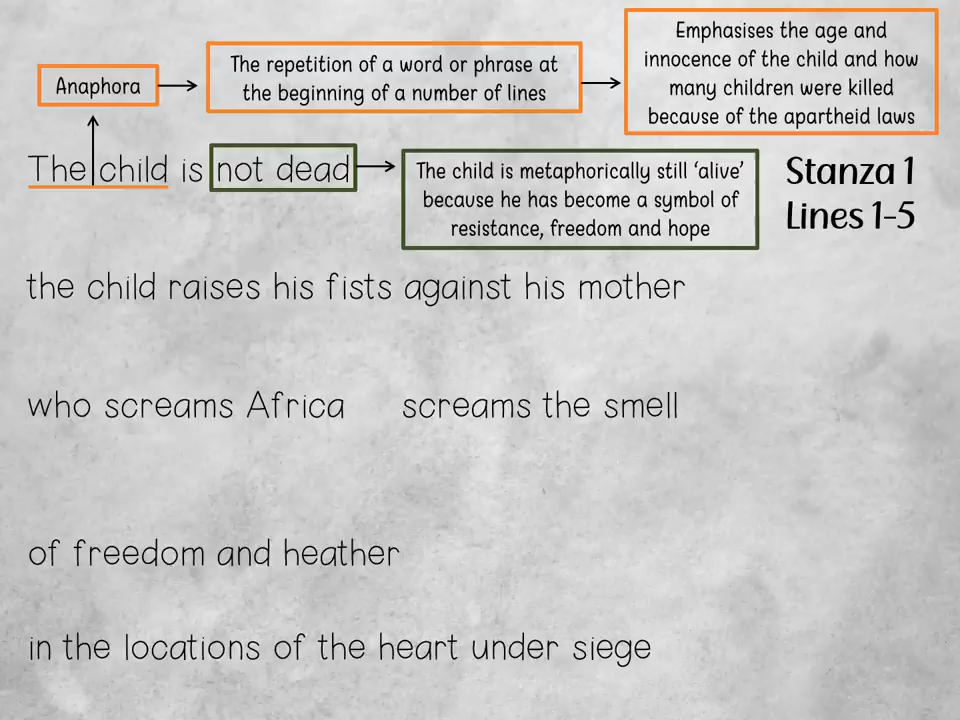 Emphasises the age and
innocence of the child and how
many children were killed
because of the apartheid laws
The repetition of a word or phrase at
the beginning of a number of lines
Anaphora
The child is not dead
The child is metaphorically still ‘alive’
because he has become a symbol of
resistance, freedom and hope
Stanza 1
Lines 1-5
the child raises his fists against his mother
who screams Africa screams the smell
of freedom and heather
in the locations of the heart under siege